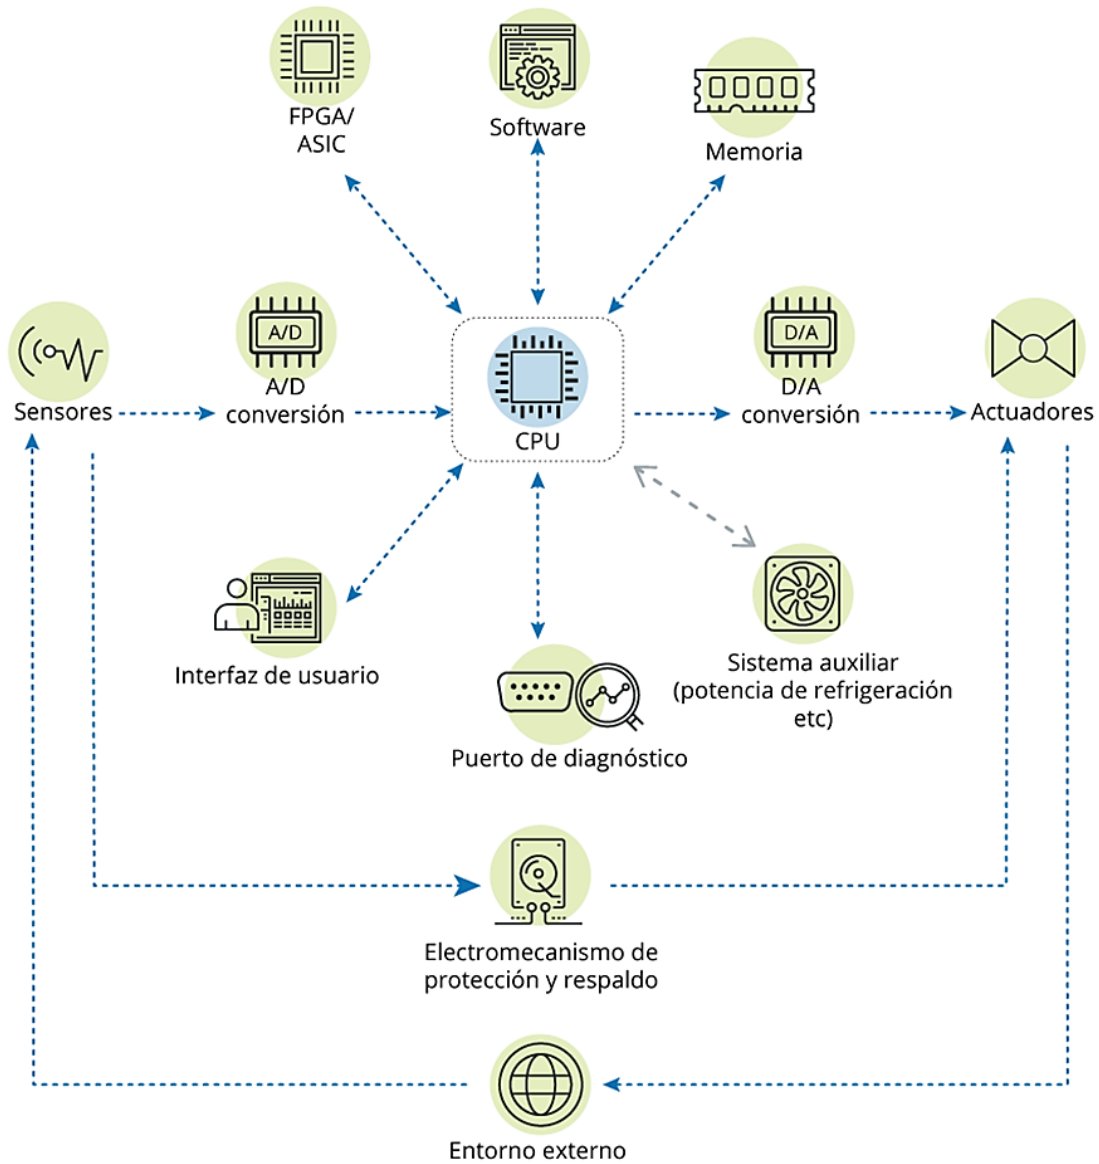 FPGA/
ASIC
Software
Memoria
Sensores
A/D
A/D
conversión
CPU
D/A
D/A
conversión
Actuadores
Interfaz de usuario
Puerto de diagnóstico
Sistema auxiliar
(potencia de refrigeración
etc)
Electromecanismo de
protección y respaldo
Entorno externo